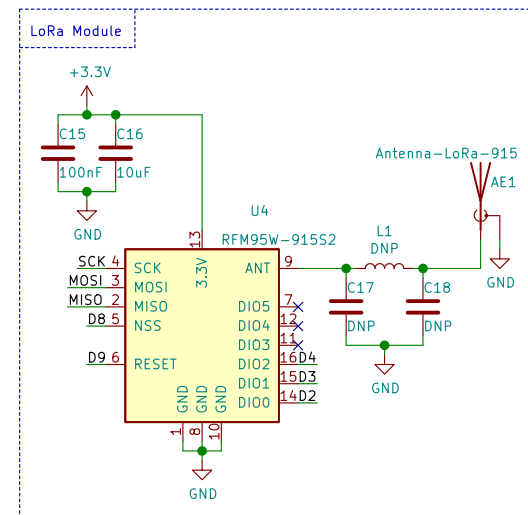 LoRa Module
+3.3V
C15
100nF
C16
10uF
GND
Antenna-LoRa-915
AE1
GND
L1
DNP
C17
DNP
C18
DNP
GND
U4
RFM95W-915S2
13
3.3V
SCK 4 SCK
MOSI 3 MOSI
MISO 2 MISO
D8 5 NSS
D9 6 RESET
ANT 9
DIO5 7
DIO4 12
DIO3 11
DIO2 16 D4
DIO1 15 D3
DIO0 14 D2
GND GND GND
1 8 10
GND